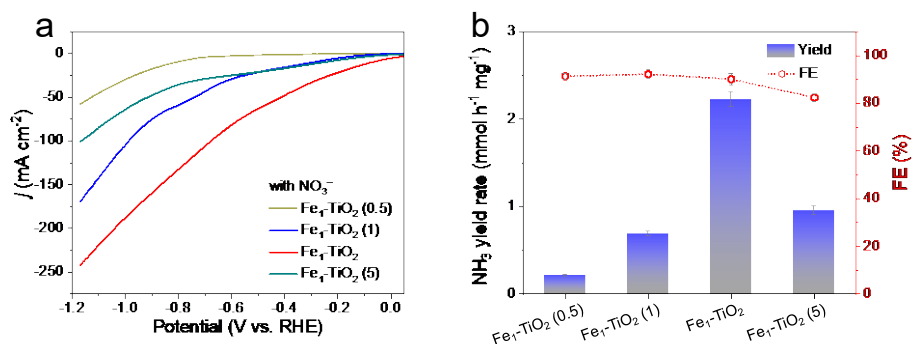 a
0
-50
-100
-150
-200
-250
J (mA cm⁻²)
with NO₃⁻
Fe₁-TiO₂ (0.5)
Fe₁-TiO₂ (1)
Fe₁-TiO₂
Fe₁-TiO₂ (5)
-1.2 -1.0 -0.8 -0.6 -0.4 -0.2 0.0
Potential (V vs. RHE)
b
3
2
1
0
NH₃ yield rate (mmol h⁻¹ mg⁻¹)
Yield
FE
100
80
60
40
20
0
FE (%)
Fe₁-TiO₂ (0.5)
Fe₁-TiO₂ (1)
Fe₁-TiO₂
Fe₁-TiO₂ (5)